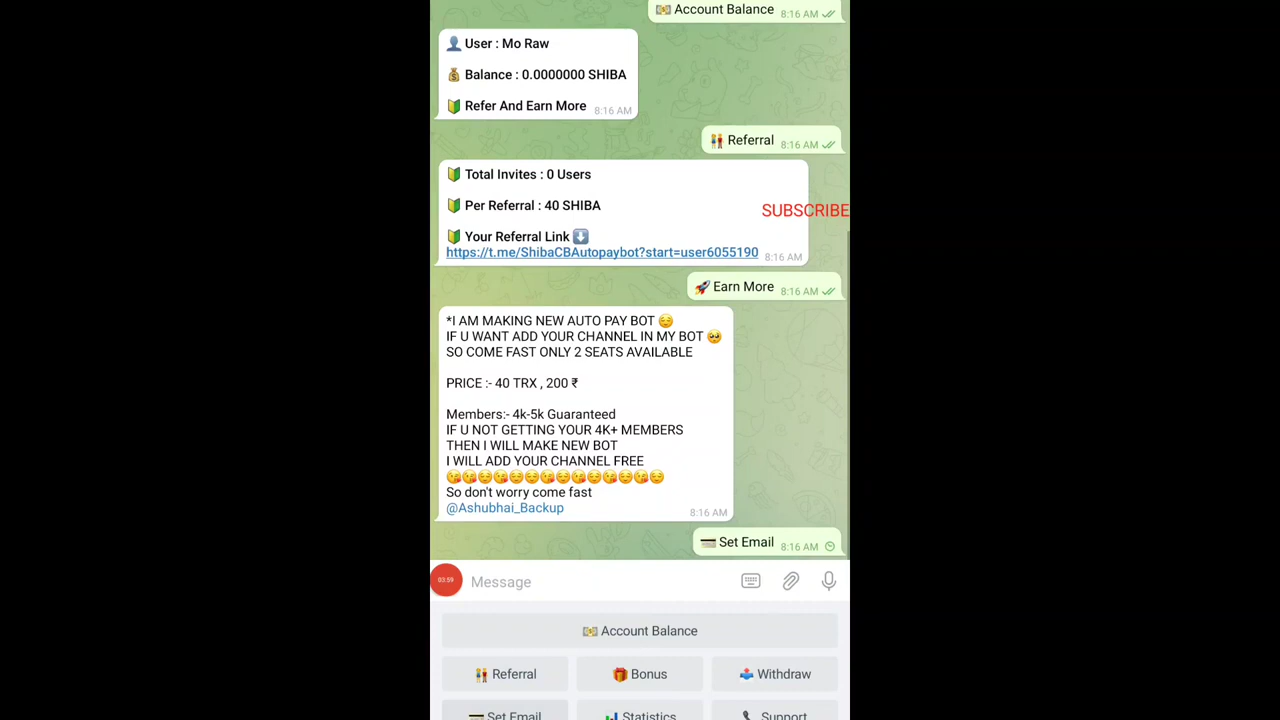 💵 Account Balance 8:16 AM
👤 User : Mo Raw
💰 Balance : 0.0000000 SHIBA
🔰 Refer And Earn More 8:16 AM
👫 Referral 8:16 AM
🔰 Total Invites : 0 Users
🔰 Per Referral : 40 SHIBA
SUBSCRIBE
🔰 Your Referral Link ⬇️
https://t.me/ShibaCBAutopaybot?start=user6055190 8:16 AM
🚀 Earn More 8:16 AM
*I AM MAKING NEW AUTO PAY BOT 😌
IF U WANT ADD YOUR CHANNEL IN MY BOT 🥺
SO COME FAST ONLY 2 SEATS AVAILABLE
PRICE :- 40 TRX , 200 ₹
Members:- 4k-5k Guaranteed
IF U NOT GETTING YOUR 4K+ MEMBERS
THEN I WILL MAKE NEW BOT
I WILL ADD YOUR CHANNEL FREE
😘😘😌😘😌😌😘😌😘😌😘😌😘😌
So don't worry come fast
@Ashubhai_Backup 8:16 AM
💳 Set Email 8:16 AM
03:59
Message
💵 Account Balance
👫 Referral
🎁 Bonus
📤 Withdraw
💳 Set Email
📊 Statistics
📞 Support